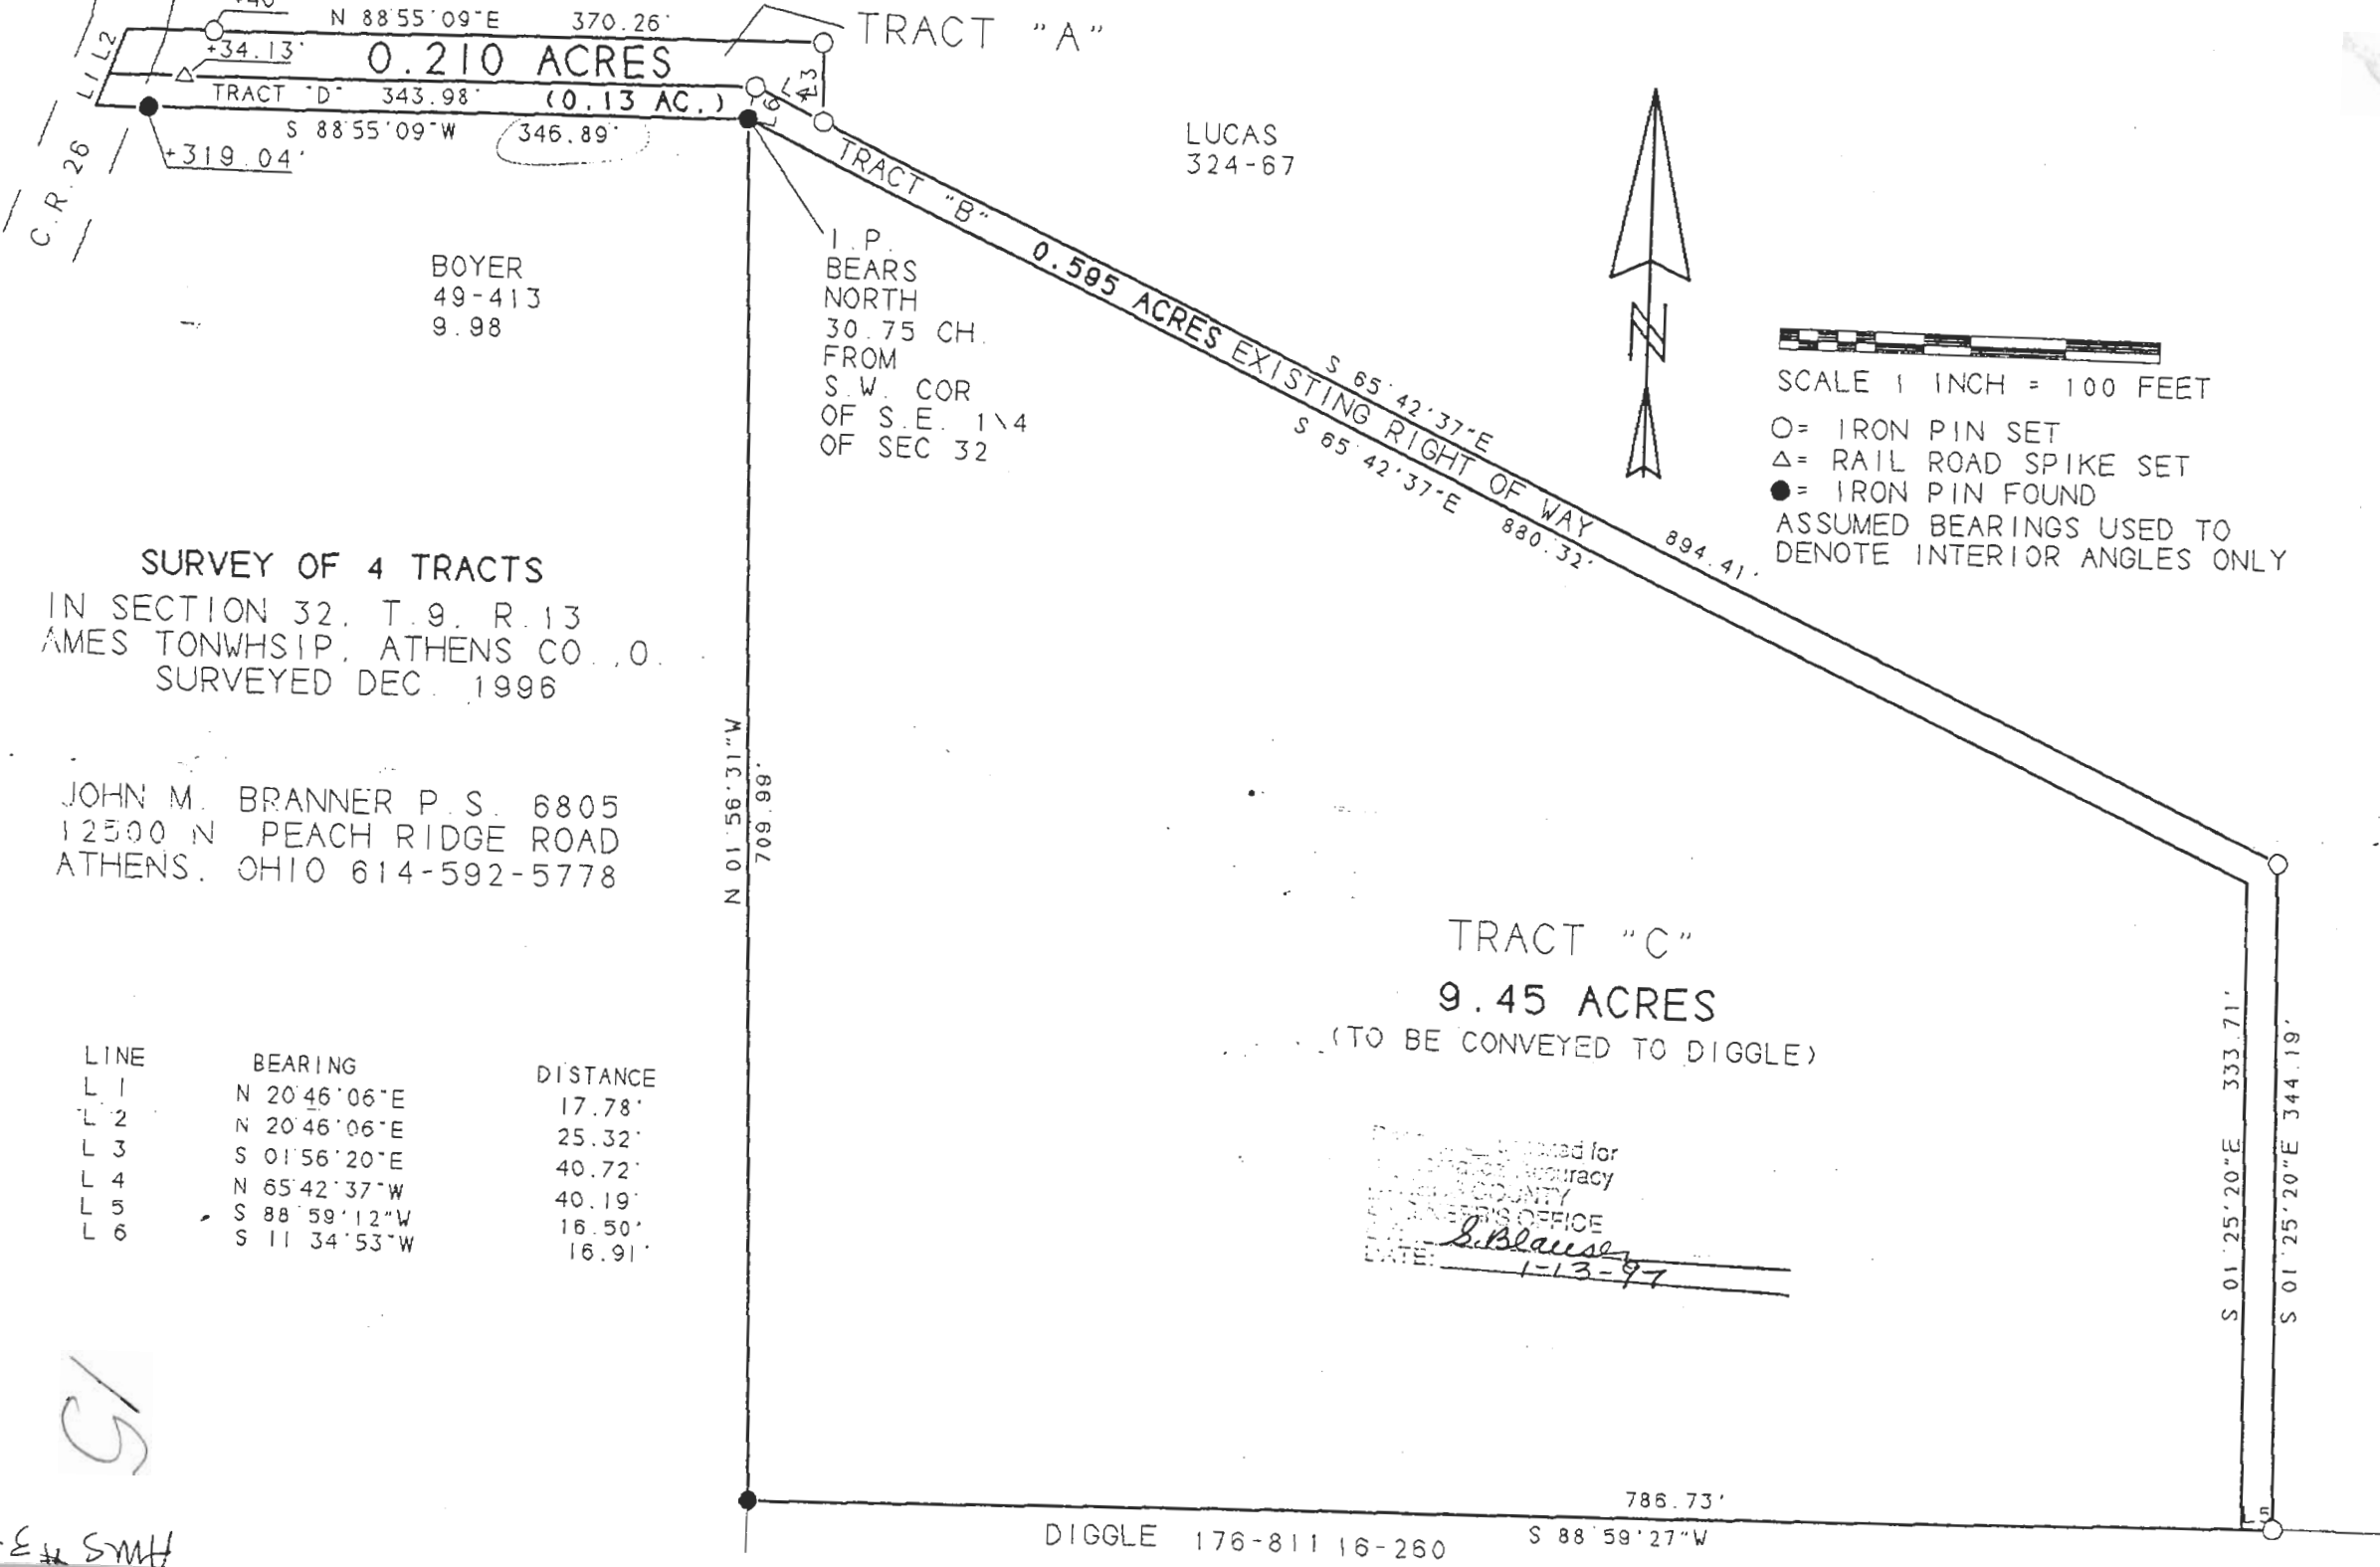 +40
N 88°55'09"E 370.26'
TRACT "A"
L2
L1
+34.13'
0.210 ACRES
L4
L3
TRACT "D" 343.98' (0.13 AC.)
L6
S 88°55'09"W 346.89'
+319.04'
C.R. 26
LUCAS
324-67
TRACT "B" 0.595 ACRES EXISTING RIGHT OF WAY
S 65°42'37"E 894.41'
S 65°42'37"E 880.32'
BOYER
49-413
9.98
I.P.
BEARS
NORTH
30.75 CH.
FROM
S.W. COR
OF S.E. 1\4
OF SEC 32
N
SCALE 1 INCH = 100 FEET
O= IRON PIN SET
△= RAIL ROAD SPIKE SET
●= IRON PIN FOUND
ASSUMED BEARINGS USED TO
DENOTE INTERIOR ANGLES ONLY
SURVEY OF 4 TRACTS
IN SECTION 32, T.9, R.13
AMES TONWHSIP, ATHENS CO.,O.
SURVEYED DEC. 1996
JOHN M. BRANNER P.S. 6805
12500 N PEACH RIDGE ROAD
ATHENS, OHIO 614-592-5778
N 01°59'31"W
709.99'
TRACT "C"
9.45 ACRES
(TO BE CONVEYED TO DIGGLE)
S 01°25'20"E 333.71'
S 01°25'20"E 344.19'
LINE BEARING DISTANCE
L 1 N 20°46'06"E 17.78'
L 2 N 20°46'06"E 25.32'
L 3 S 01°56'20"E 40.72'
L 4 N 65°42'37"W 40.19'
L 5 S 88°59'12"W 16.50'
L 6 S 11°34'53"W 16.91'
for
COUNTY
OFFICE
S. Blauser
DATE: 1-13-97
786.73'
L5
DIGGLE 176-811 16-260 S 88°59'27"W